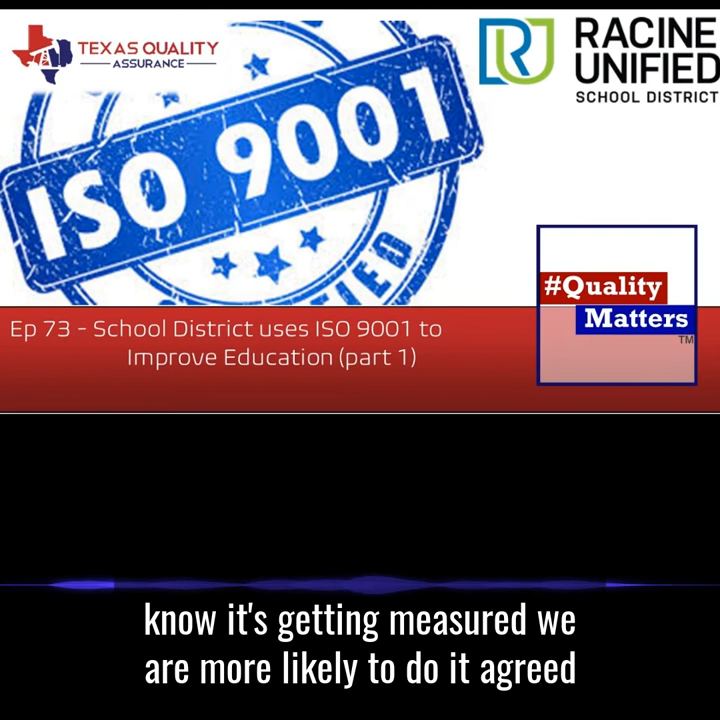 TEXAS QUALITY
ASSURANCE
RACINE
UNIFIED
SCHOOL DISTRICT
ISO 9001
#Quality
Matters
TM
Ep 73 - School District uses ISO 9001 to
Improve Education (part 1)
know it's getting measured we
are more likely to do it agreed